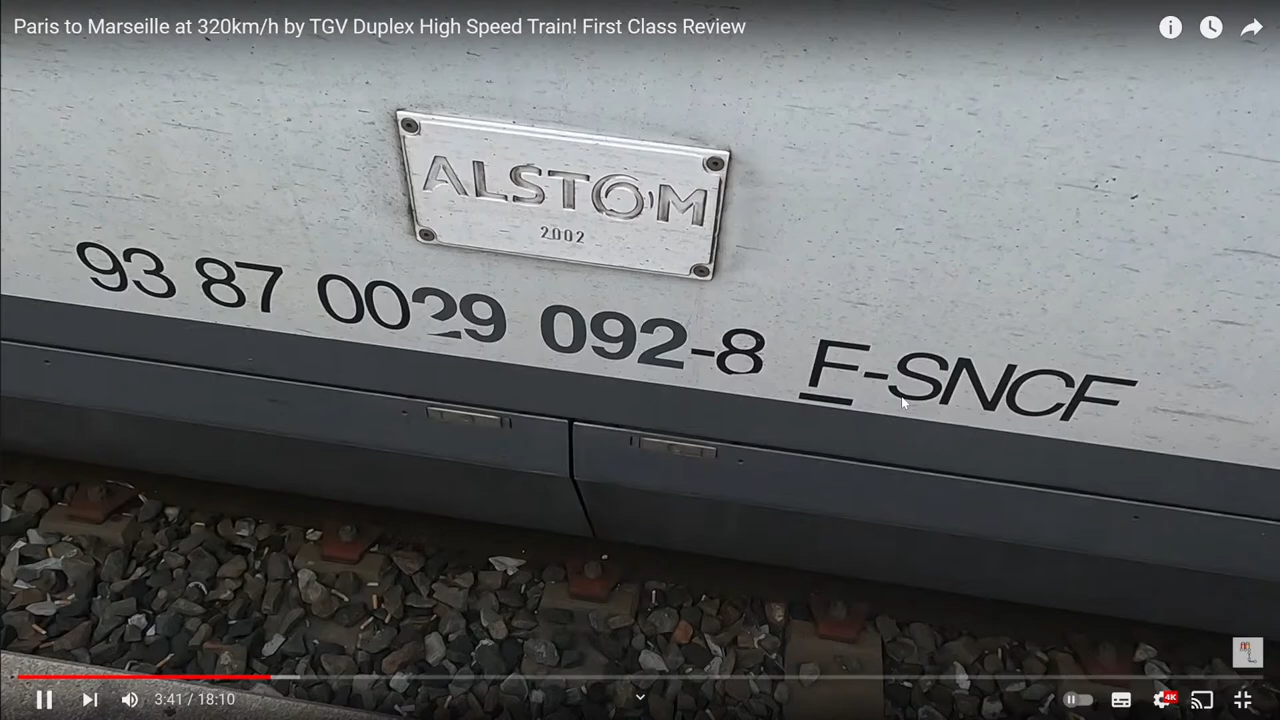 Paris to Marseille at 320km/h by TGV Duplex High Speed Train! First Class Review
ALSTOM
2002
93 87 0029 092-8 F-SNCF
3:41 / 18:10
4K